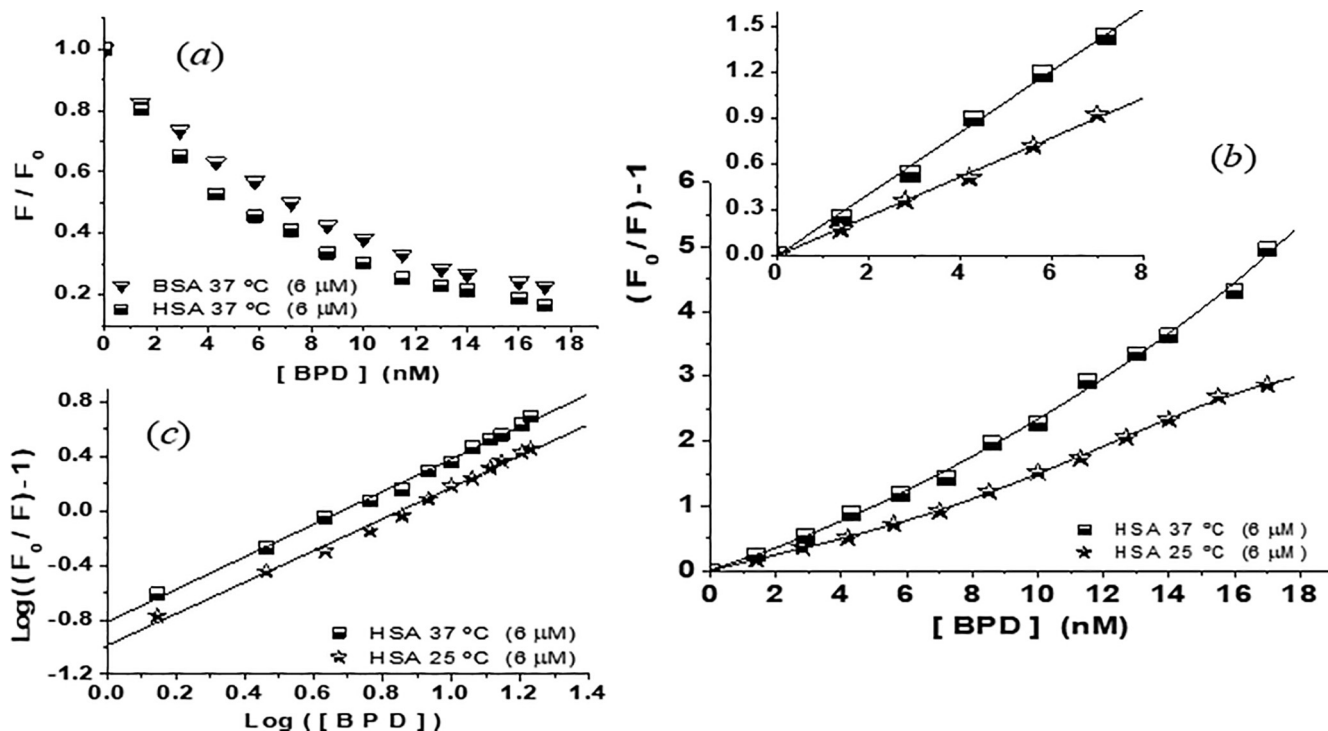 (a)
1.0
0.8
0.6
0.4
0.2
F / F0
BSA 37 ºC (6 µM)
HSA 37 ºC (6 µM)
0 2 4 6 8 10 12 14 16 18
[ BPD ] (nM)
(b)
1.5
1.2
0.9
0.6
0.3
0.0
2 4 6 8
(F0 / F) -1
6
5
4
3
2
1
0
HSA 37 ºC (6 µM)
HSA 25 ºC (6 µM)
0 2 4 6 8 10 12 14 16 18
[ BPD ] (nM)
(c)
0.8
0.4
0.0
-0.4
-0.8
-1.2
Log((F0 / F) -1)
HSA 37 ºC (6 µM)
HSA 25 ºC (6 µM)
0.0 0.2 0.4 0.6 0.8 1.0 1.2 1.4
Log ([ B P D ])